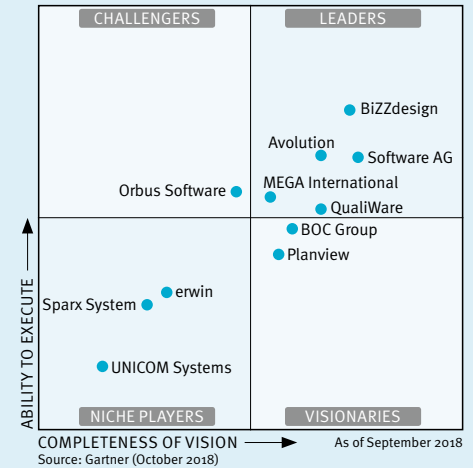 CHALLENGERS
LEADERS
BiZZdesign
Avolution
Software AG
MEGA International
Orbus Software
QualiWare
BOC Group
Planview
erwin
Sparx System
UNICOM Systems
ABILITY TO EXECUTE
NICHE PLAYERS
VISIONARIES
COMPLETENESS OF VISION
As of September 2018
Source: Gartner (October 2018)